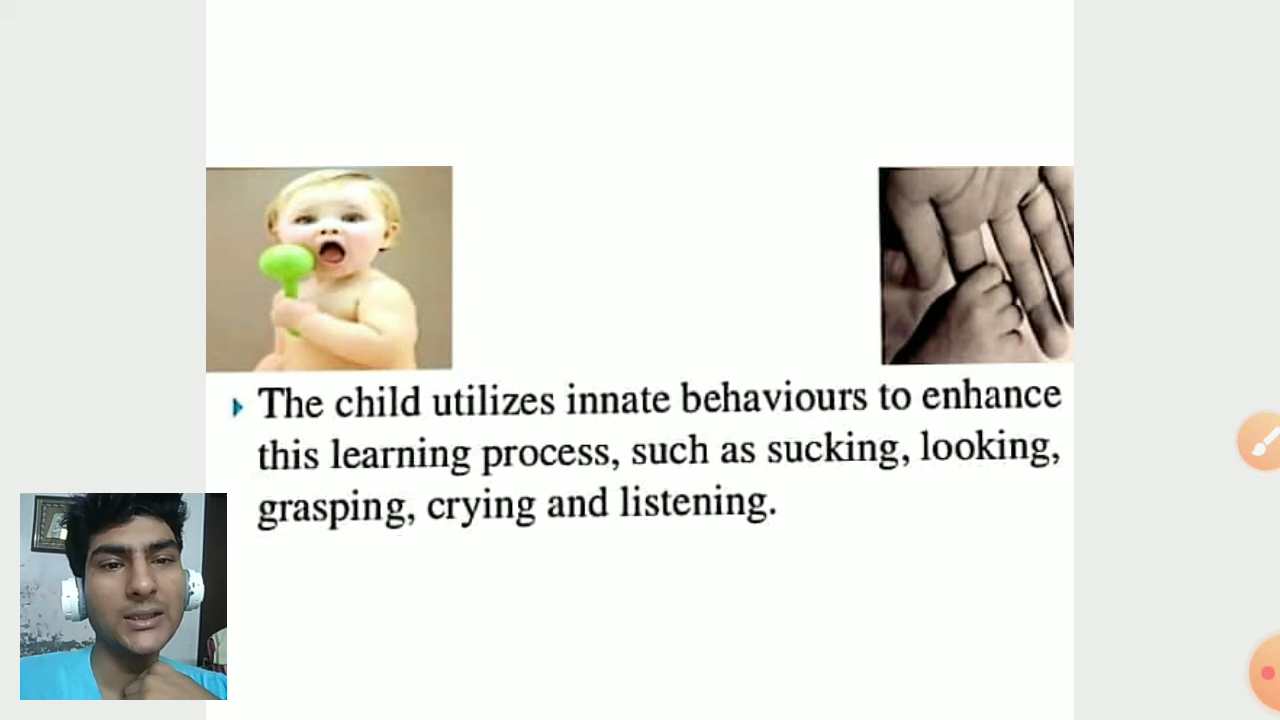 The child utilizes innate behaviours to enhance
this learning process, such as sucking, looking,
grasping, crying and listening.